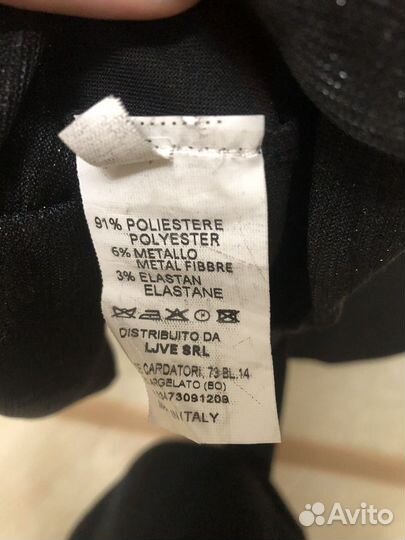 91% POLIESTERE
POLYESTER
6% METALLO
METAL FIBBRE
3% ELASTAN
ELASTANE
DISTRIBUITO DA
LJVE SRL
CARDATORI, 73 BL.14
ARGELATO (BO)
73091209
IN ITALY
Avito